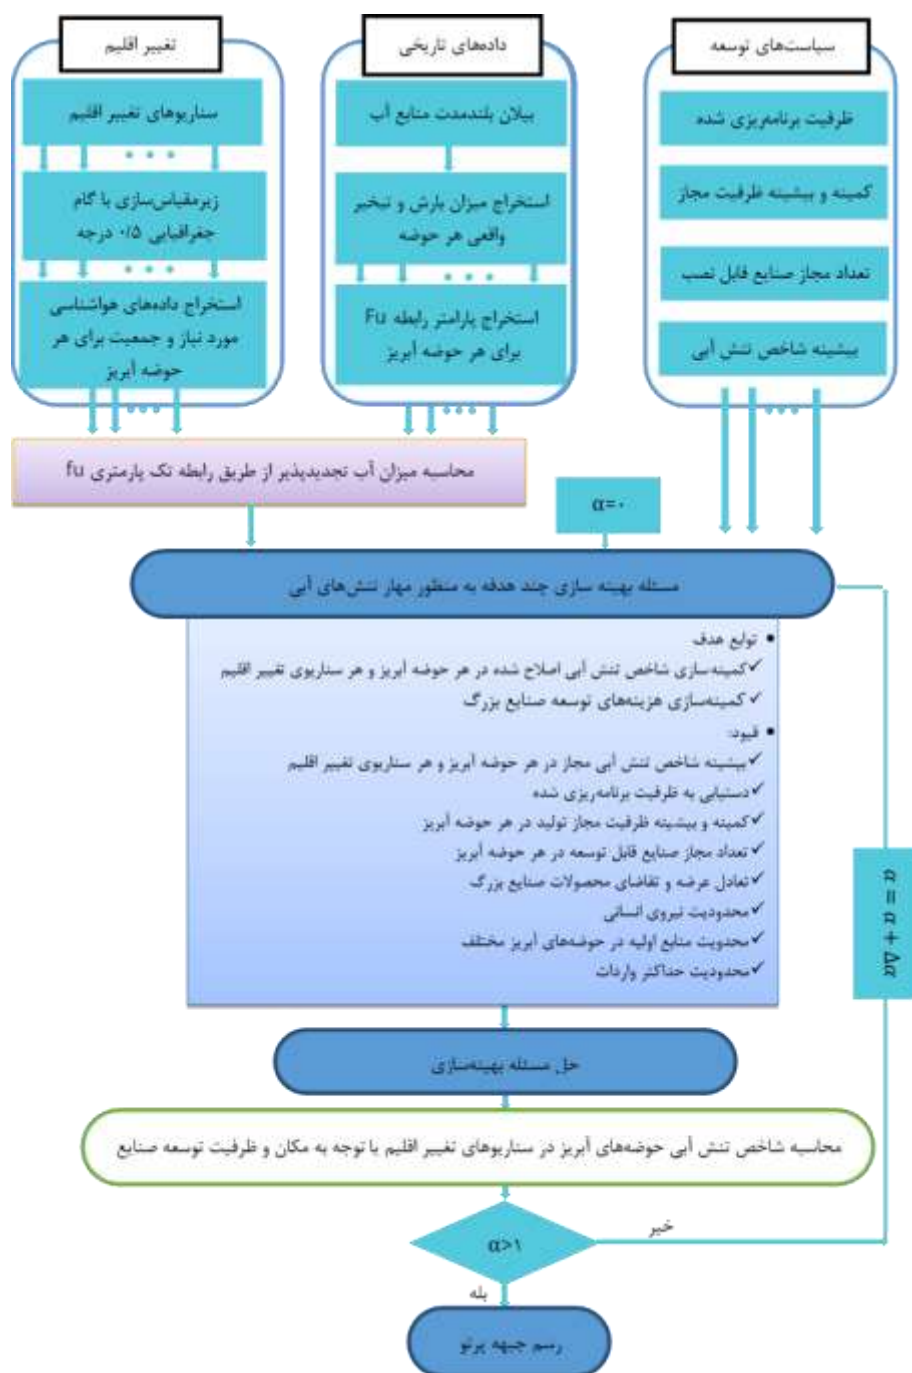 سیاست‌های توسعه
ظرفیت برنامه‌ریزی شده
کمینه و بیشینه ظرفیت مجاز
تعداد مجاز صنایع قابل نصب
بیشینه شاخص تنش آبی
داده‌های تاریخی
بیلان بلندمدت منابع آب
استخراج میزان بارش و تبخیر
واقعی هر حوضه
استخراج پارامتر رابطه Fu
برای هر حوضه آبریز
تغییر اقلیم
سناریوهای تغییر اقلیم
زیرمقیاس‌سازی با گام
جغرافیایی ۰/۵ درجه
استخراج داده‌های هواشناسی
مورد نیاز و جمعیت برای هر
حوضه آبریز
محاسبه میزان آب تجدیدپذیر از طریق رابطه تک پارمتری fu
α=۰
مسئله بهینه سازی چند هدفه به منظور مهار تنش‌های آبی
• توابع هدف
✓کمینه‌سازی شاخص تنش آبی اصلاح شده در هر حوضه آبریز و هر سناریوی تغییر اقلیم
✓ کمینه‌سازی هزینه‌های توسعه صنایع بزرگ
• قیود:
✓بیشینه شاخص تنش آبی مجاز در هر حوضه آبریز و هر سناریوی تغییر اقلیم
✓دستیابی به ظرفیت برنامه‌ریزی شده
✓کمینه و بیشینه ظرفیت مجاز تولید در هر حوضه آبریز
✓تعداد مجاز صنایع قابل توسعه در هر حوضه آبریز
✓تعادل عرضه و تقاضای محصولات صنایع بزرگ
✓محدودیت نیروی انسانی
✓محدویت منابع اولیه در حوضه‌های آبریز مختلف
✓محدودیت حداکثر واردات
α = α + ∇α
حل مسئله بهینه‌سازی
محاسبه شاخص تنش آبی حوضه‌های آبریز در سناریوهای تغییر اقلیم با توجه به مکان و ظرفیت توسعه صنایع
α>۱
خیر
بله
رسم جبهه پرتو